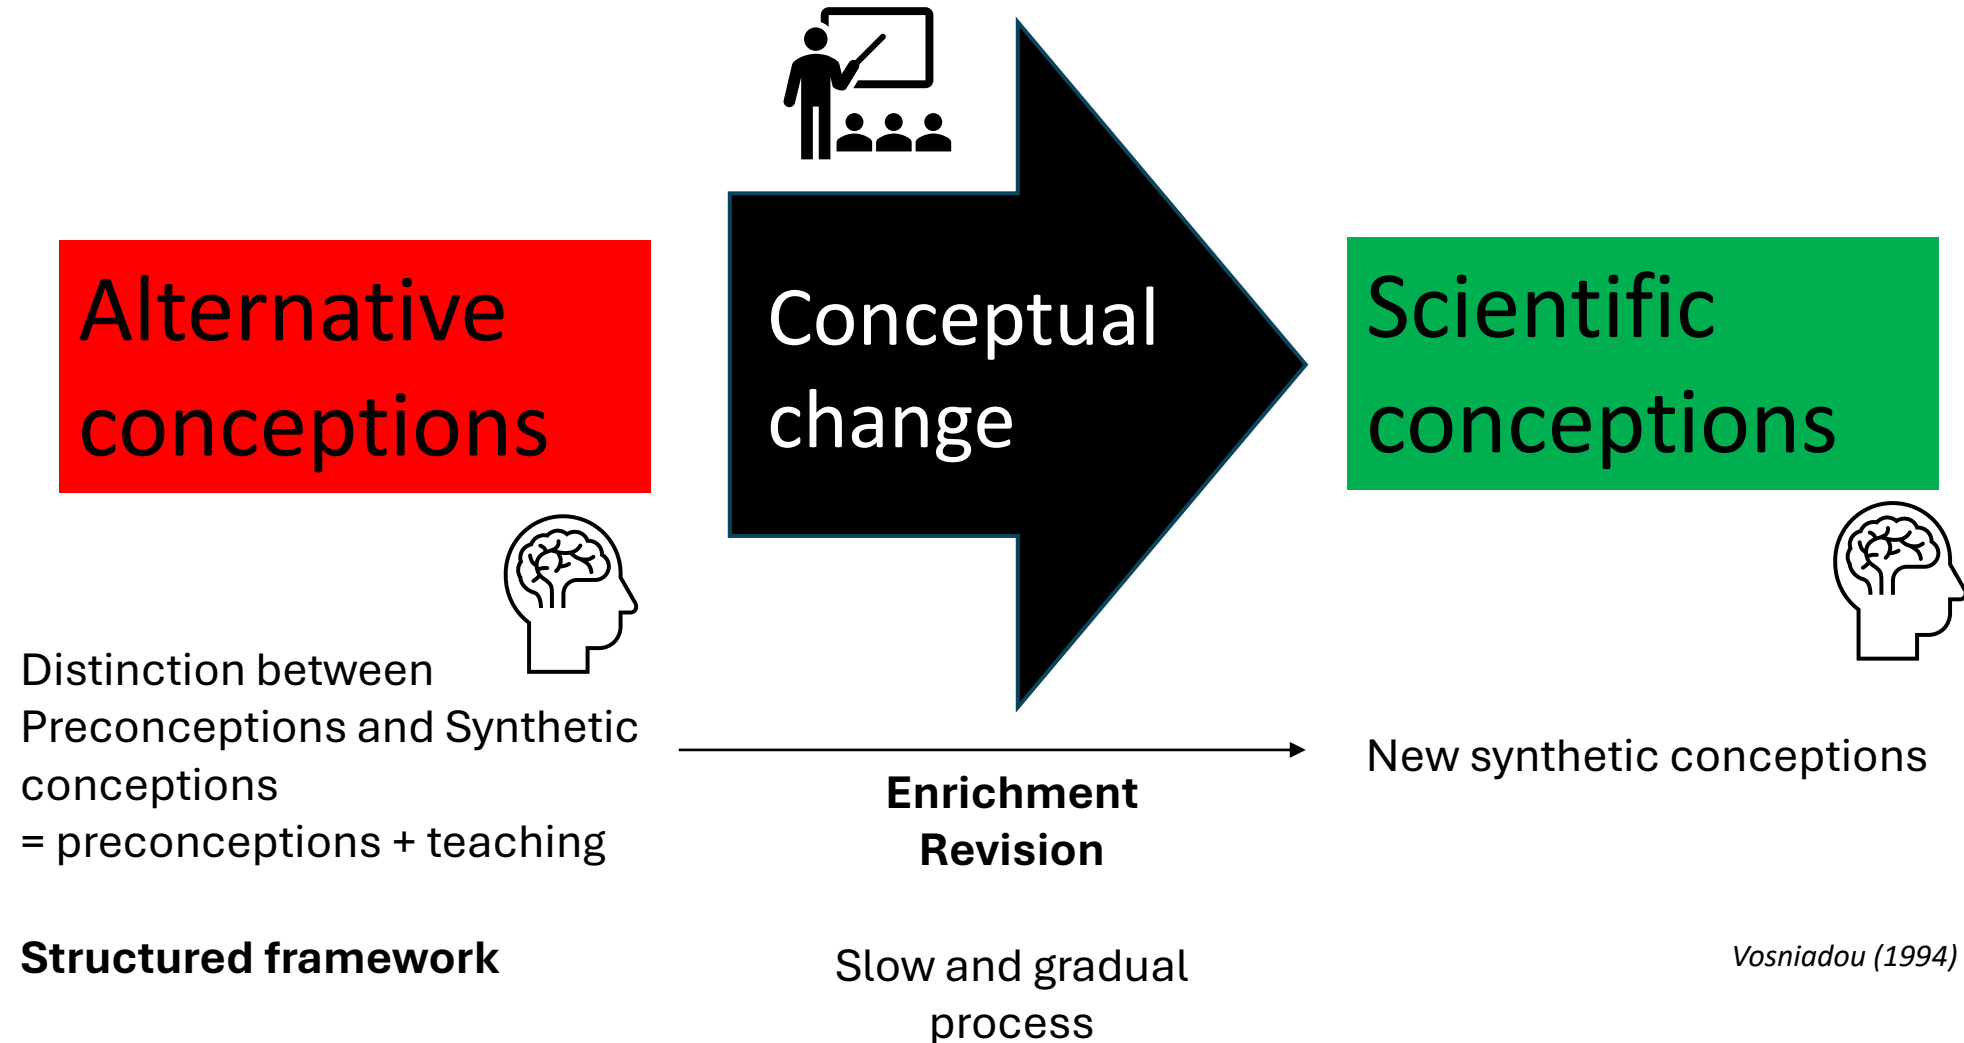 Alternative
conceptions
Conceptual
change
Scientific
conceptions
Distinction between
Preconceptions and Synthetic
conceptions
= preconceptions + teaching
Structured framework
Enrichment
Revision
Slow and gradual
process
New synthetic conceptions
Vosniadou (1994)